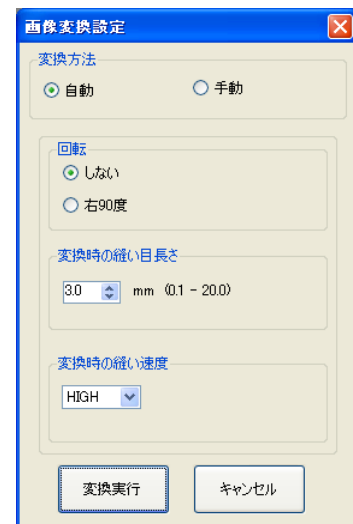 画像変換設定
変換方法
自動 手動
回転
しない
右90度
変換時の縫い目長さ
3.0 mm (0.1 - 20.0)
変換時の縫い速度
HIGH
変換実行 キャンセル